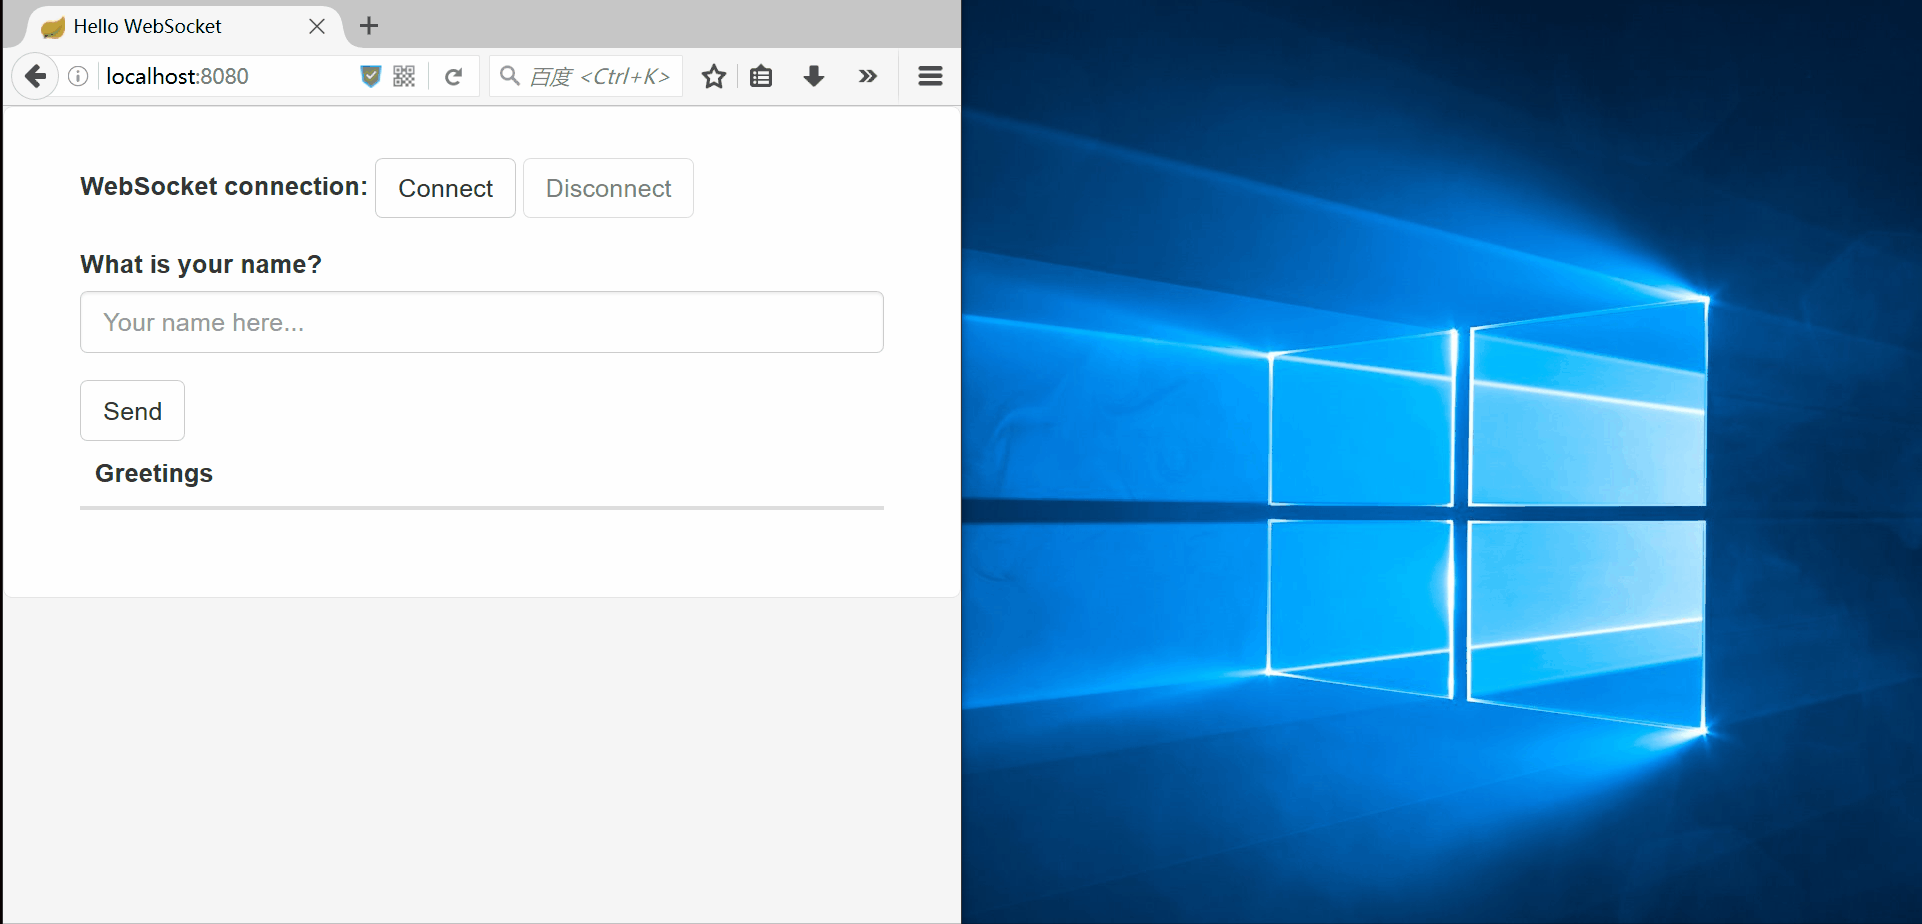 Hello WebSocket
localhost:8080
百度 <Ctrl+K>
WebSocket connection: Connect Disconnect
What is your name?
Your name here...
Send
Greetings